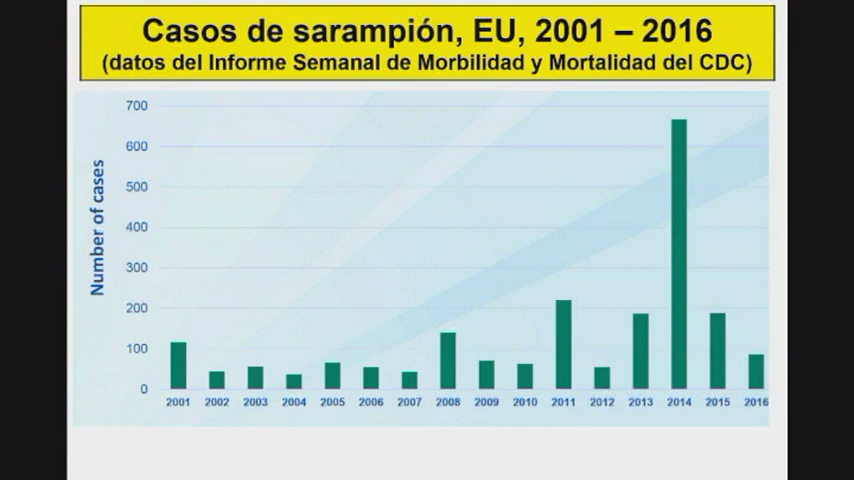 Casos de sarampión, EU, 2001 – 2016
(datos del Informe Semanal de Morbilidad y Mortalidad del CDC)
Number of cases
700
600
500
400
300
200
100
0
2001 2002 2003 2004 2005 2006 2007 2008 2009 2010 2011 2012 2013 2014 2015 2016